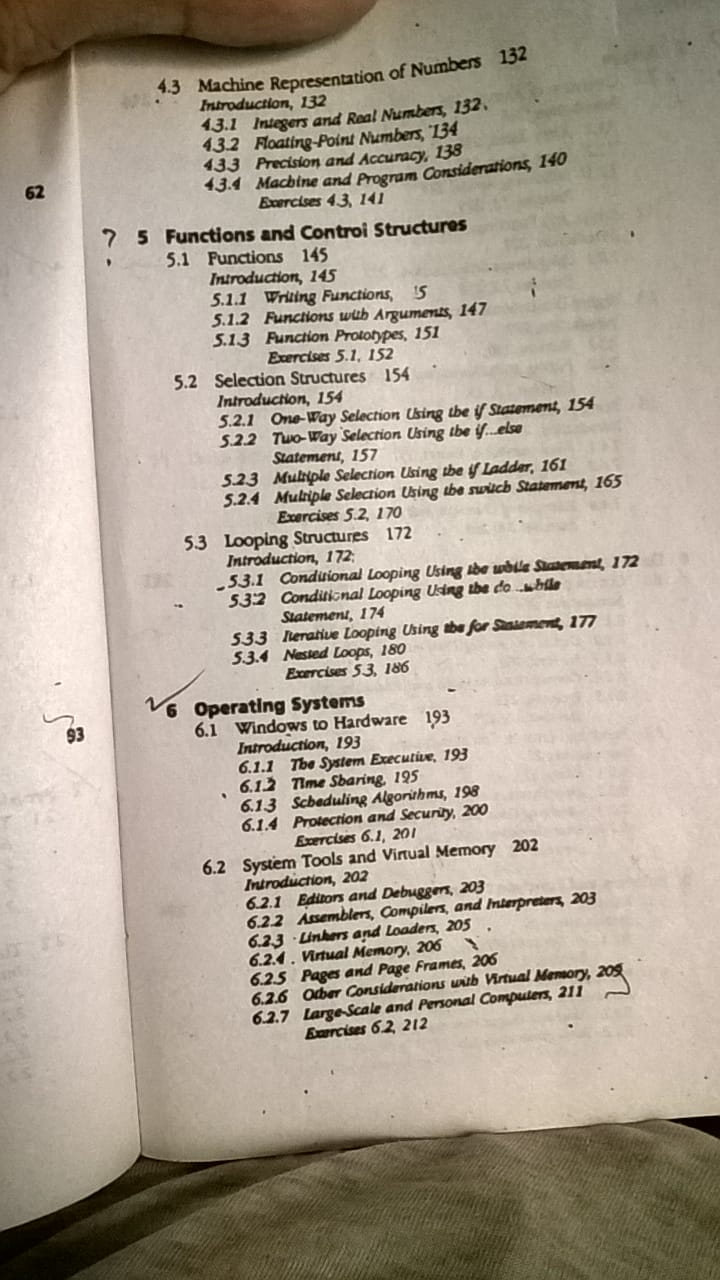 4.3 Machine Representation of Numbers 132
Introduction, 132
4.3.1 Integers and Real Numbers, 132
4.3.2 Floating-Point Numbers, 134
4.3.3 Precision and Accuracy, 138
4.3.4 Machine and Program Considerations, 140
Exercises 4.3, 141
62
? 5 Functions and Control Structures
5.1 Functions 145
Introduction, 145
5.1.1 Writing Functions, 5
5.1.2 Functions with Arguments, 147
5.1.3 Function Prototypes, 151
Exercises 5.1, 152
5.2 Selection Structures 154
Introduction, 154
5.2.1 One-Way Selection Using the if Statement, 154
5.2.2 Two-Way Selection Using the if...else
Statement, 157
5.2.3 Multiple Selection Using the if Ladder, 161
5.2.4 Multiple Selection Using the switch Statement, 165
Exercises 5.2, 170
5.3 Looping Structures 172
Introduction, 172
5.3.1 Conditional Looping Using the while Statement, 172
5.3.2 Conditional Looping Using the do...while
Statement, 174
5.3.3 Iterative Looping Using the for Statement, 177
5.3.4 Nested Loops, 180
Exercises 5.3, 186
6 Operating Systems
93
6.1 Windows to Hardware 193
Introduction, 193
6.1.1 The System Executive, 193
6.1.2 Time Sharing, 195
6.1.3 Scheduling Algorithms, 198
6.1.4 Protection and Security, 200
Exercises 6.1, 201
6.2 System Tools and Virtual Memory 202
Introduction, 202
6.2.1 Editors and Debuggers, 203
6.2.2 Assemblers, Compilers, and Interpreters, 203
6.2.3 Linkers and Loaders, 205
6.2.4 Virtual Memory, 206
6.2.5 Pages and Page Frames, 206
6.2.6 Other Considerations with Virtual Memory, 209
6.2.7 Large-Scale and Personal Computers, 211
Exercises 6.2, 212